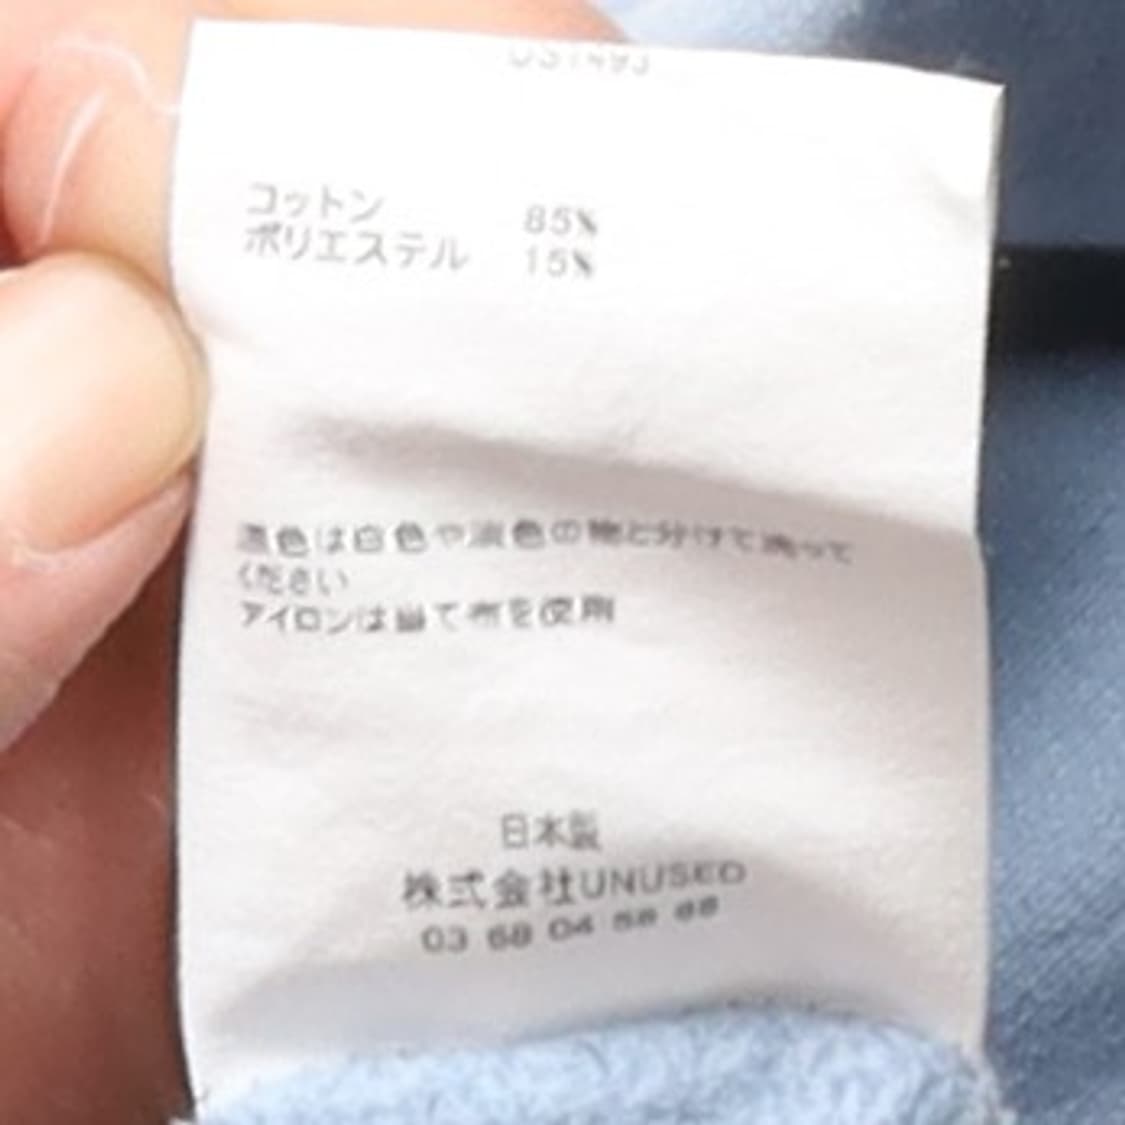 コットン 85%
ポリエステル 15%
濃色は白色や淡色の物と分けて洗って
ください
アイロンは当て布を使用
日本製
株式会社UNUSED
03 68 04